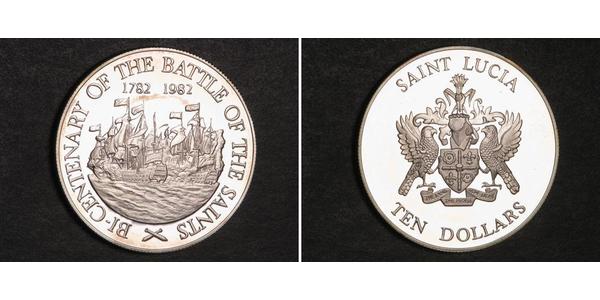 BI-CENTENARY OF THE BATTLE OF THE SAINTS
1782 1982
SAINT LUCIA
TEN DOLLARS